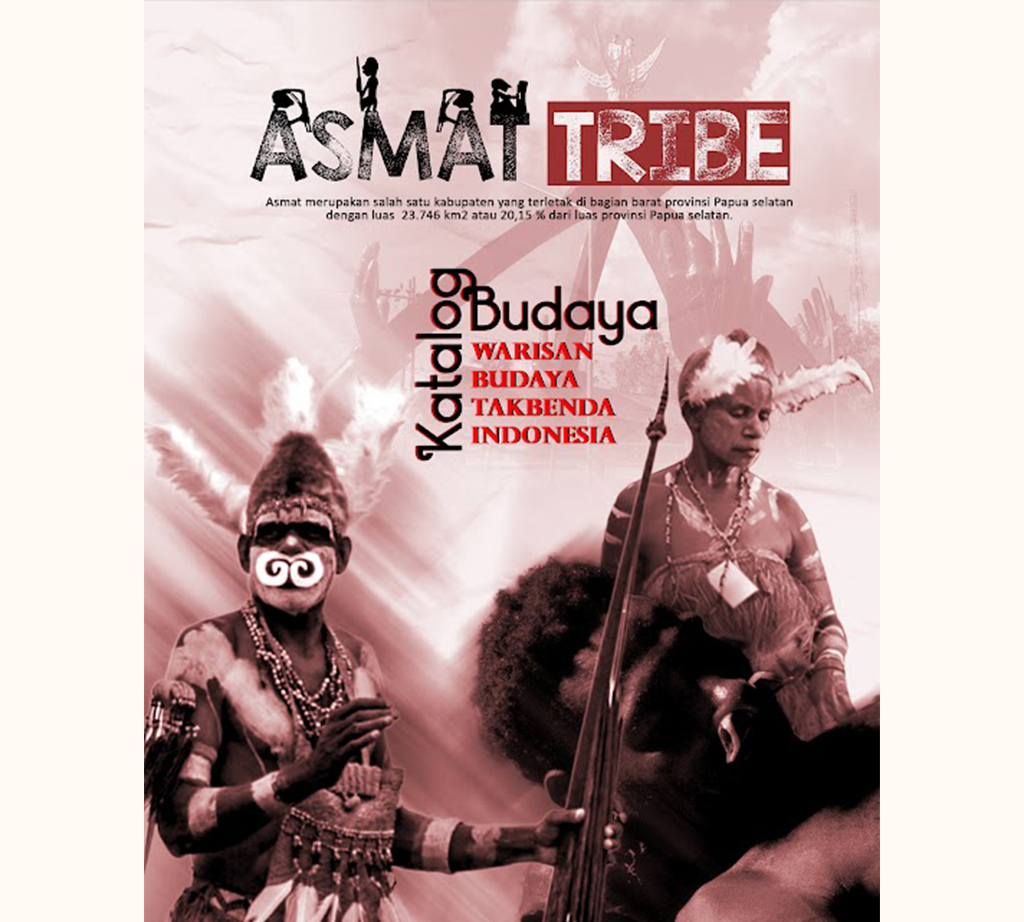 ASMAT TRIBE
Asmat merupakan salah satu kabupaten yang terletak di bagian barat provinsi Papua selatan
dengan luas 23.746 km2 atau 20,15 % dari luas provinsi Papua selatan.
Katalog
Budaya
WARISAN
BUDAYA
TAKBENDA
INDONESIA